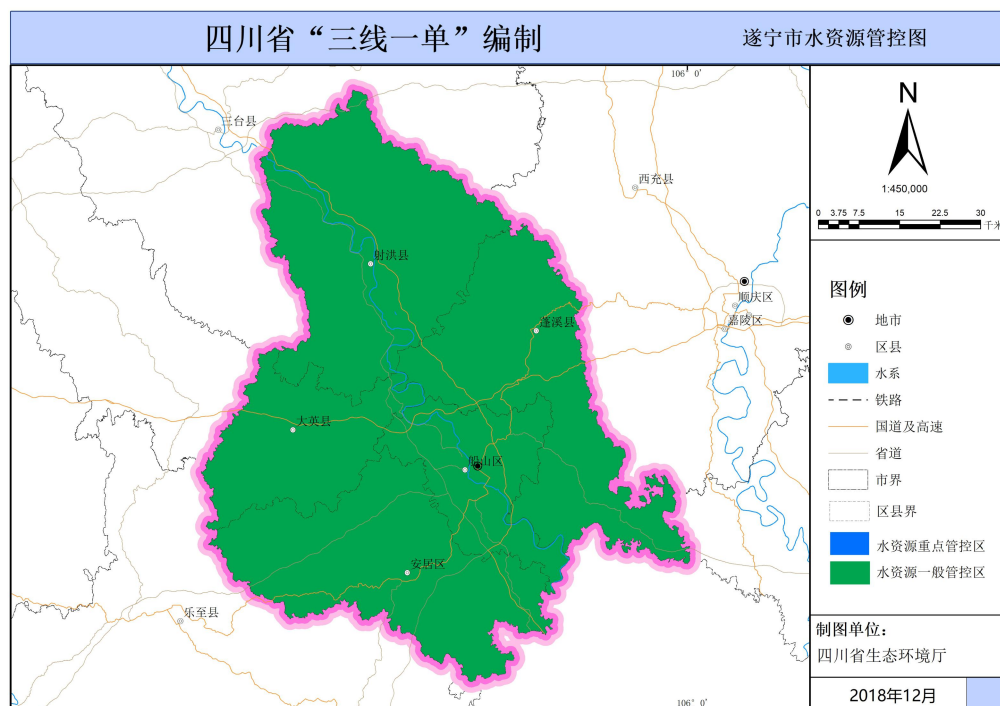 四川省“三线一单”编制
遂宁市水资源管控图
106° 0′
三台县
西充县
射洪县
顺庆区
蓬溪县
嘉陵区
大英县
船山区
安居区
乐至县
106° 0′
N
1:450,000
0 3.75 7.5 15 22.5 30
千米
图例
地市
区县
水系
铁路
国道及高速
省道
市界
区县界
水资源重点管控区
水资源一般管控区
制图单位：
四川省生态环境厅
2018年12月